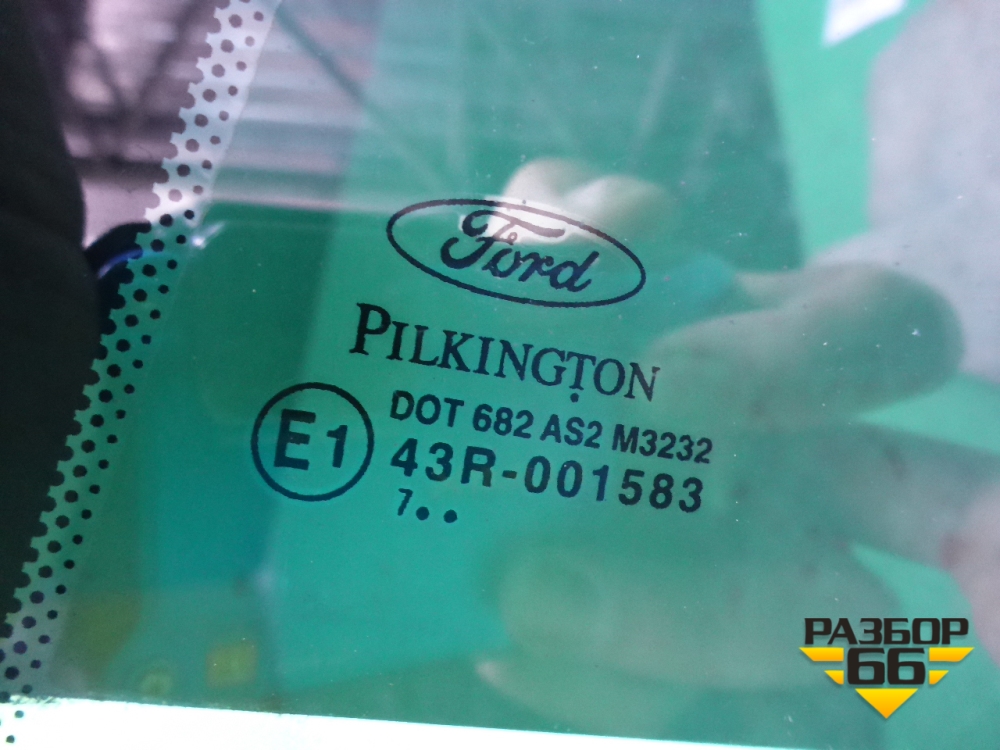 Ford
PILKINGTON
DOT 682 AS2 M3232
E1
43R-001583
7..
РАЗБОР
66